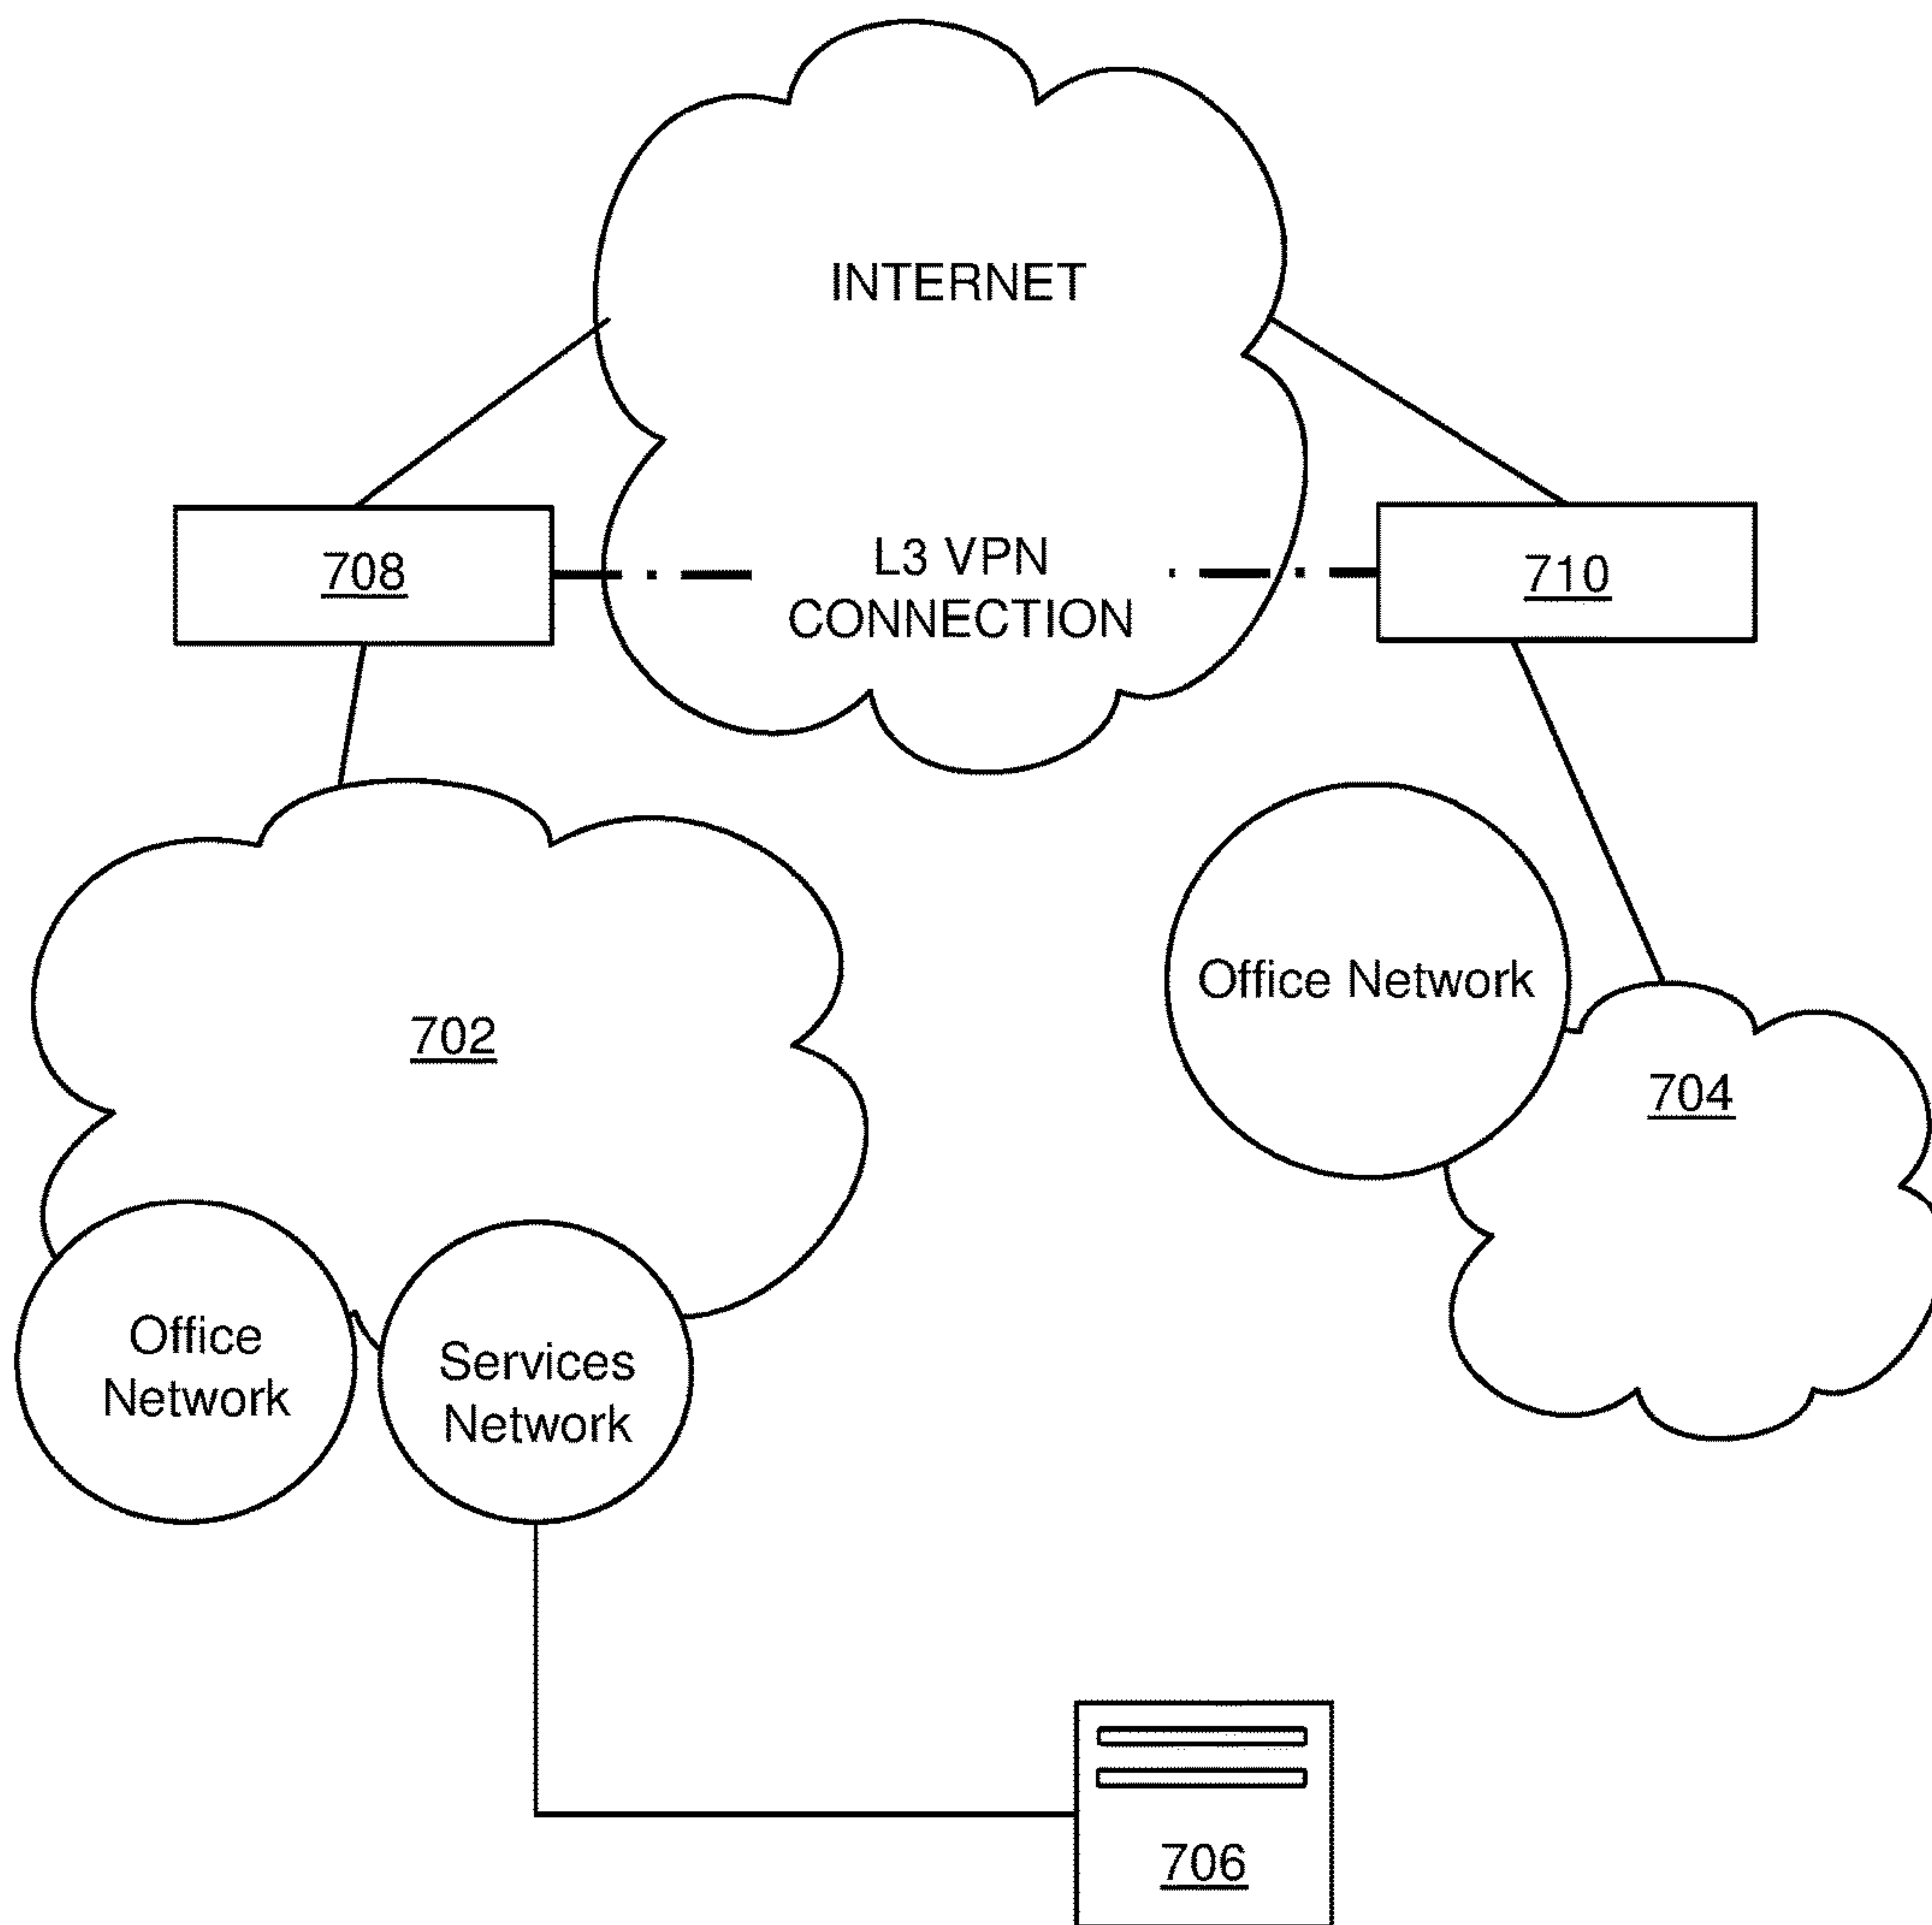 INTERNET
708
L3 VPN
CONNECTION
710
702
Office Network
704
Office
Network
Services
Network
706